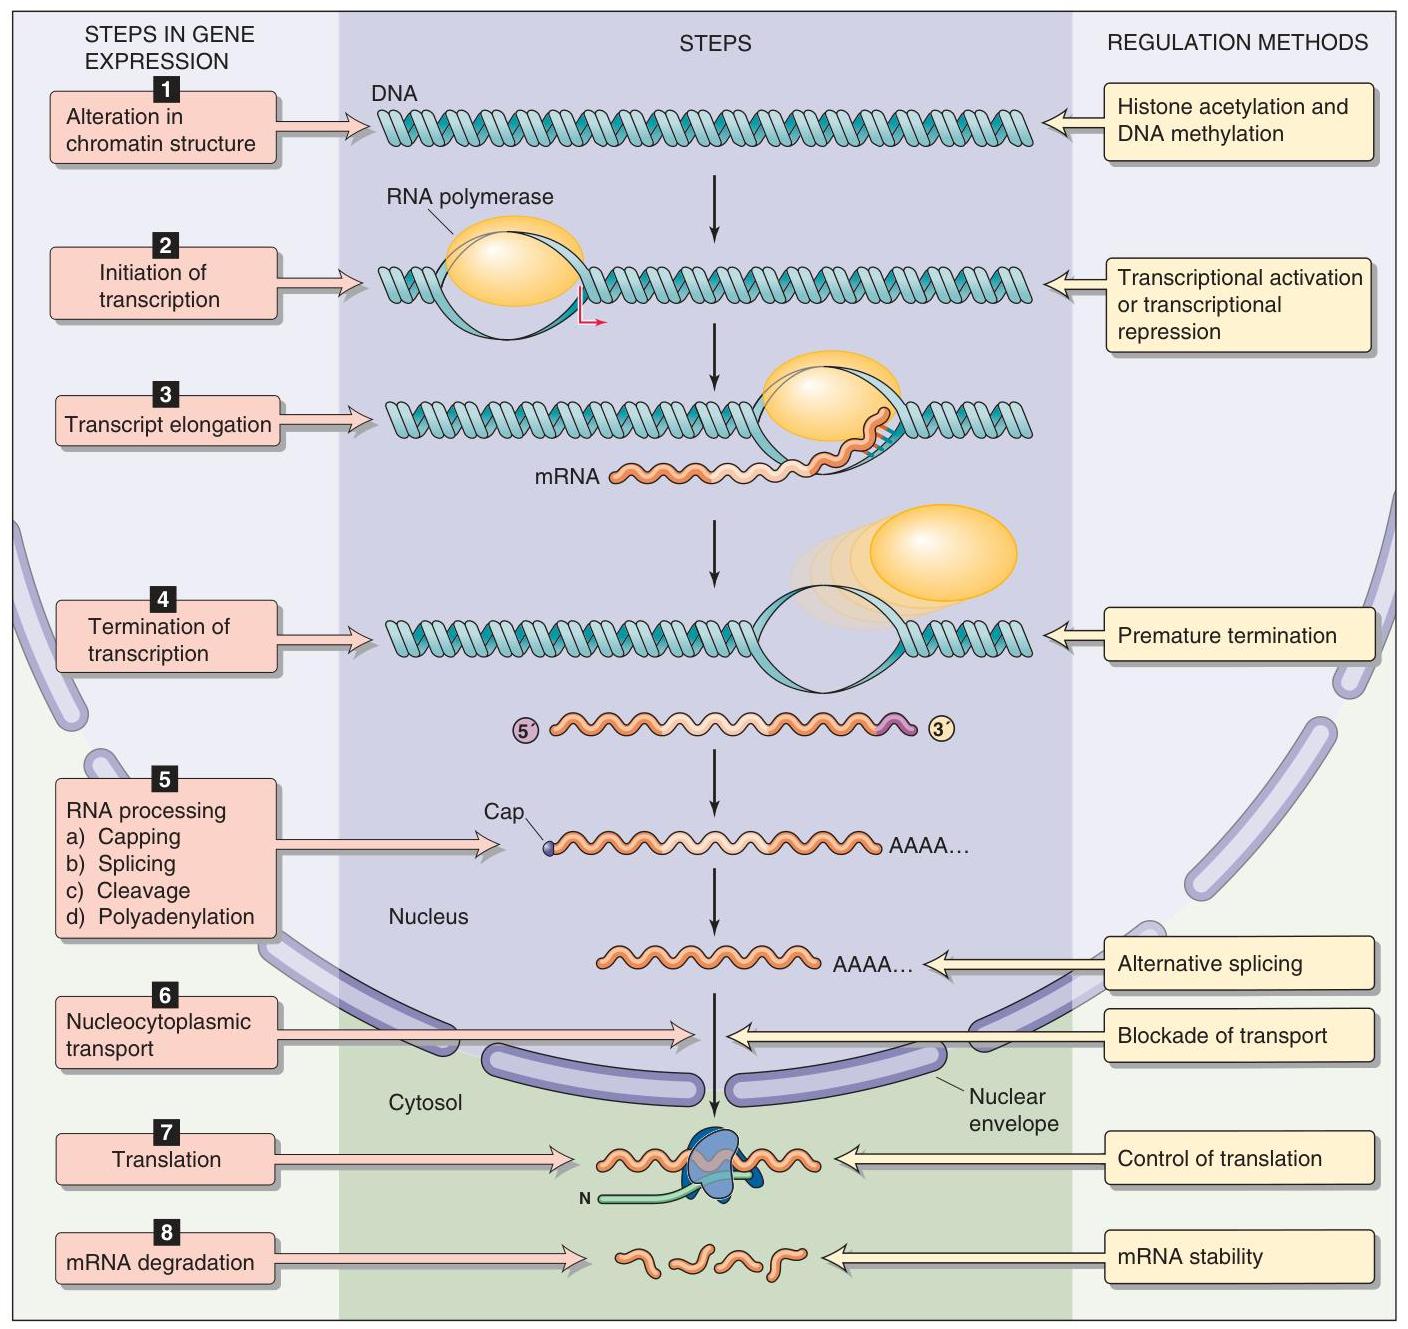 STEPS IN GENE
EXPRESSION
STEPS
REGULATION METHODS
1
Alteration in
chromatin structure
DNA
Histone acetylation and
DNA methylation
RNA polymerase
2
Initiation of
transcription
Transcriptional activation
or transcriptional
repression
3
Transcript elongation
mRNA
4
Termination of
transcription
Premature termination
5´
3´
5
RNA processing
a) Capping
b) Splicing
c) Cleavage
d) Polyadenylation
Cap
AAAA...
Nucleus
AAAA...
Alternative splicing
6
Nucleocytoplasmic
transport
Blockade of transport
Cytosol
Nuclear
envelope
7
Translation
N
Control of translation
8
mRNA degradation
mRNA stability